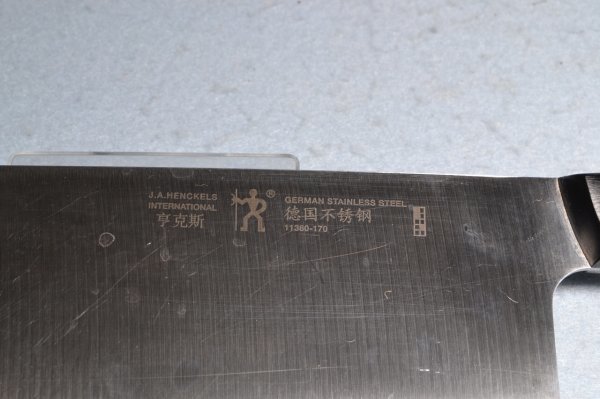 J.A.HENCKELS
INTERNATIONAL
亨克斯
®
GERMAN STAINLESS STEEL
德国不锈钢
11360-170